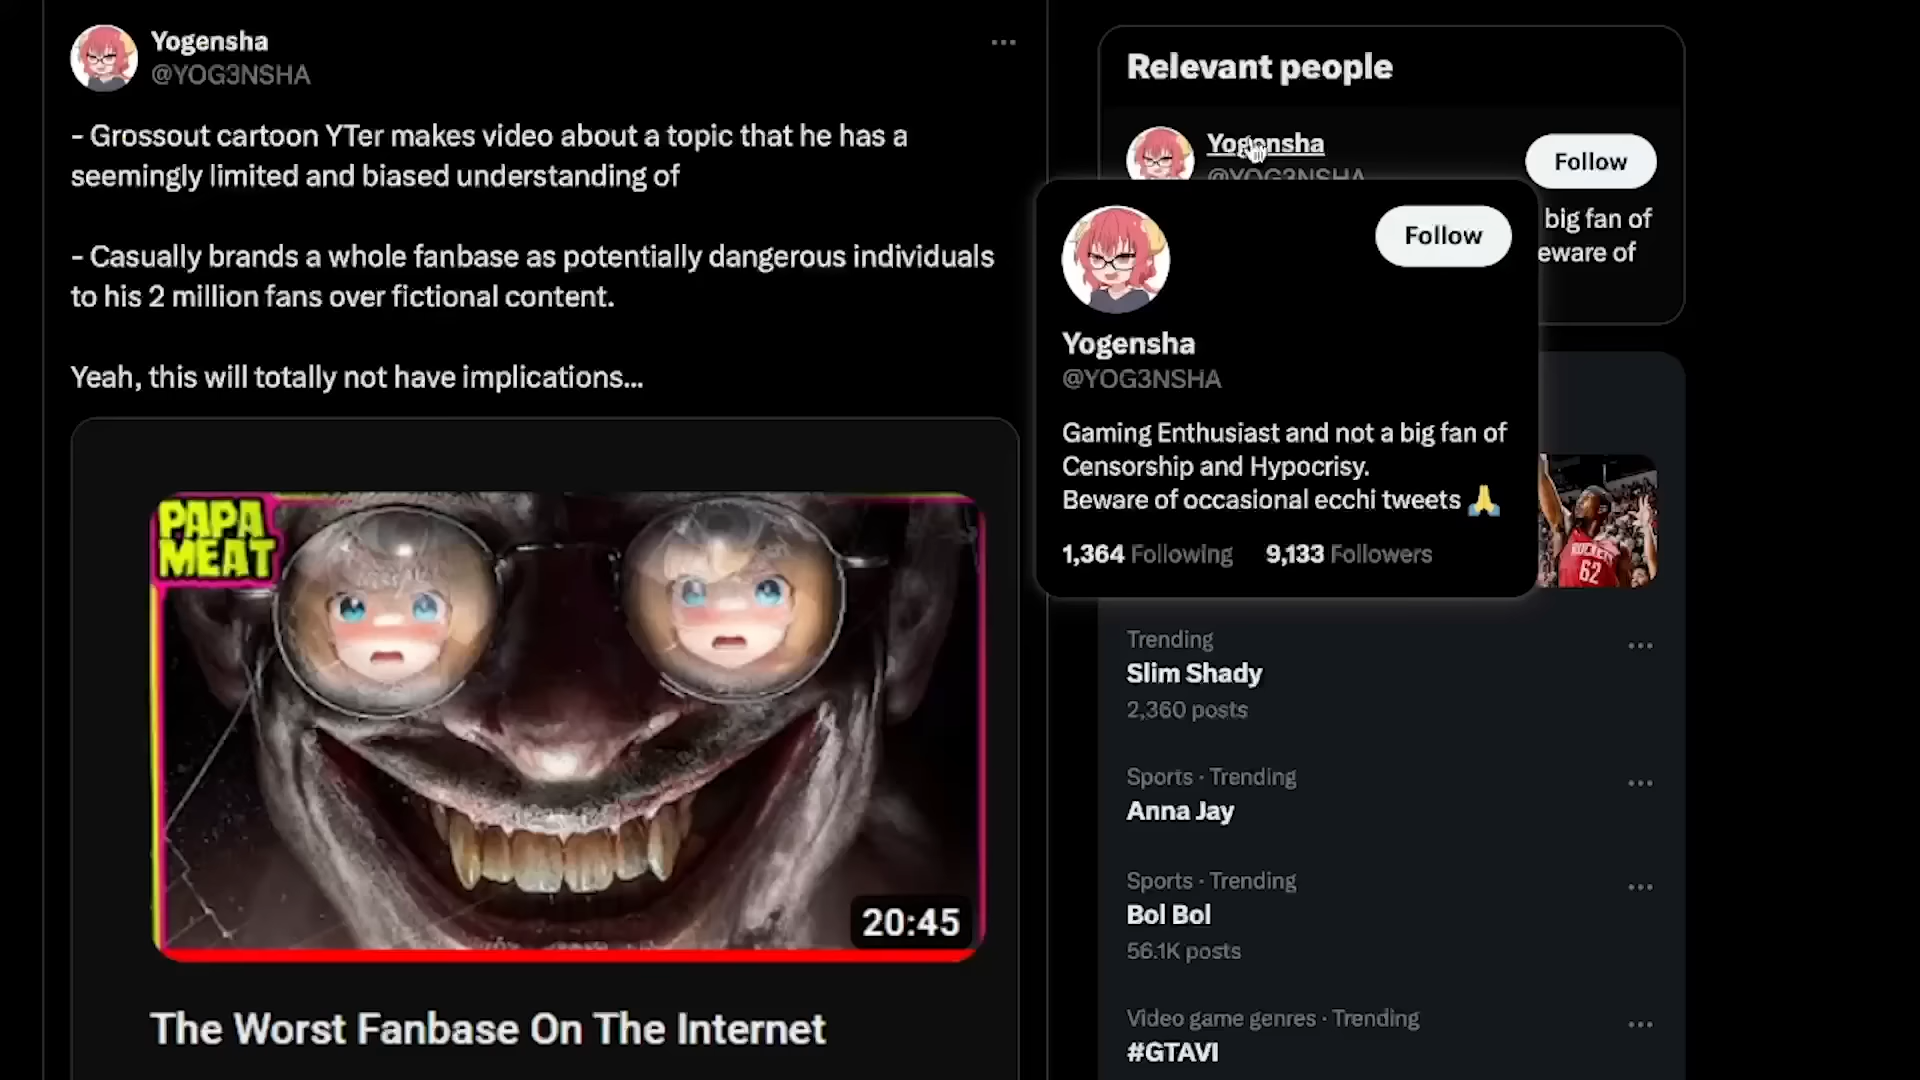 Yogensha
@YOG3NSHA
- Grossout cartoon YTer makes video about a topic that he has a
seemingly limited and biased understanding of
- Casually brands a whole fanbase as potentially dangerous individuals
to his 2 million fans over fictional content.
Yeah, this will totally not have implications...
PAPA
MEAT
20:45
The Worst Fanbase On The Internet
Relevant people
Yogensha
@YOG3NSHA
Follow
big fan of
eware of
Follow
Yogensha
@YOG3NSHA
Gaming Enthusiast and not a big fan of
Censorship and Hypocrisy.
Beware of occasional ecchi tweets 🙏
1,364 Following 9,133 Followers
ROCKETS
62
Trending
Slim Shady
2,360 posts
Sports · Trending
Anna Jay
Sports · Trending
Bol Bol
56.1K posts
Video game genres · Trending
#GTAVI